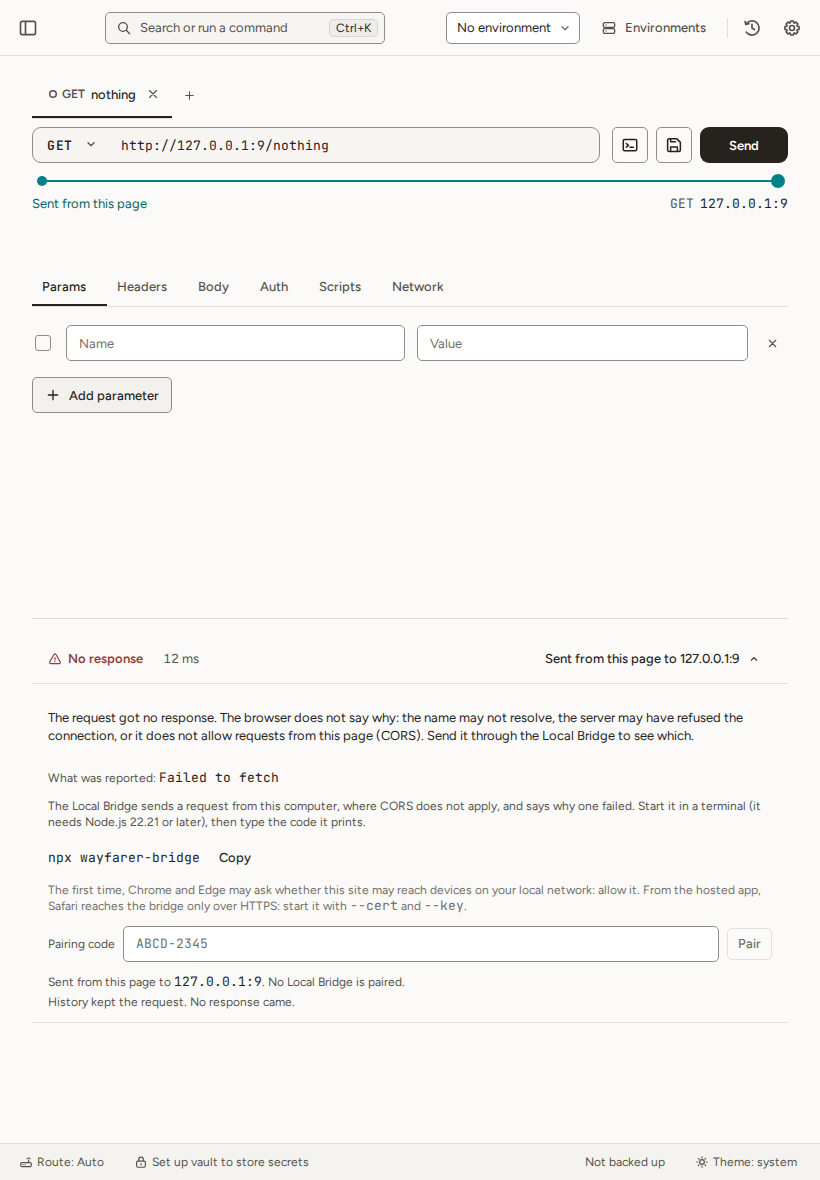 Search or run a command Ctrl+K No environment Environments
GET nothing
GET http://127.0.0.1:9/nothing Send
Sent from this page GET 127.0.0.1:9
Params Headers Body Auth Scripts Network
Name Value
Add parameter
No response 12 ms Sent from this page to 127.0.0.1:9
The request got no response. The browser does not say why: the name may not resolve, the server may have refused the
connection, or it does not allow requests from this page (CORS). Send it through the Local Bridge to see which.
What was reported: Failed to fetch
The Local Bridge sends a request from this computer, where CORS does not apply, and says why one failed. Start it in a terminal (it
needs Node.js 22.21 or later), then type the code it prints.
npx wayfarer-bridge Copy
The first time, Chrome and Edge may ask whether this site may reach devices on your local network: allow it. From the hosted app,
Safari reaches the bridge only over HTTPS: start it with --cert and --key.
Pairing code ABCD-2345 Pair
Sent from this page to 127.0.0.1:9. No Local Bridge is paired.
History kept the request. No response came.
Route: Auto Set up vault to store secrets Not backed up Theme: system